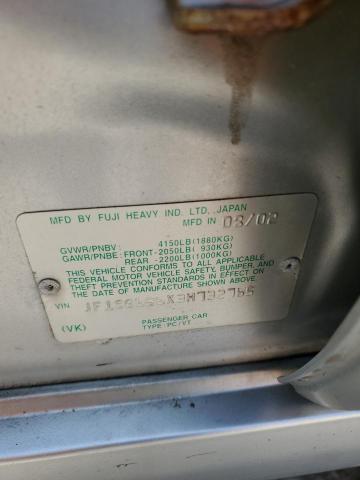 MFD BY FUJI HEAVY IND. LTD., JAPAN
MFD IN 03/02
GVWR/PNBV : 4150LB(1880KG)
GAWR/PNBE: FRONT-2050LB( 930KG)
REAR -2200LB(1000KG)
THIS VEHICLE CONFORMS TO ALL APPLICABLE
FEDERAL MOTOR VEHICLE SAFETY, BUMPER,
AND THEFT PREVENTION STANDARDS IN EFFECT
ON THE DATE OF MANUFACTURE SHOWN ABOVE.
VIN
(VK)
PASSENGER CAR
TYPE:PC/VT